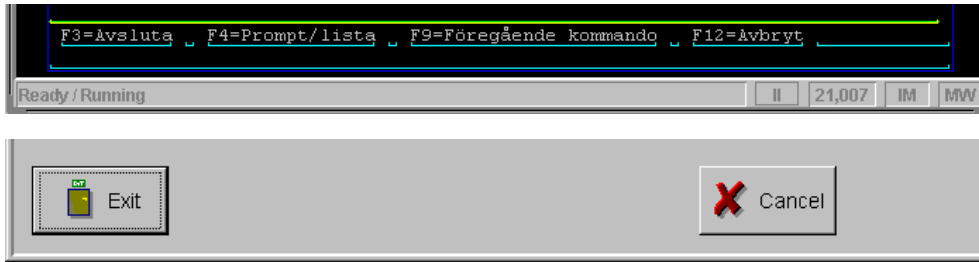 F3=Avsluta F4=Prompt/lista F9=Föregående kommando F12=Avbryt
Ready / Running II 21,007 IM MW
EXIT Exit Cancel